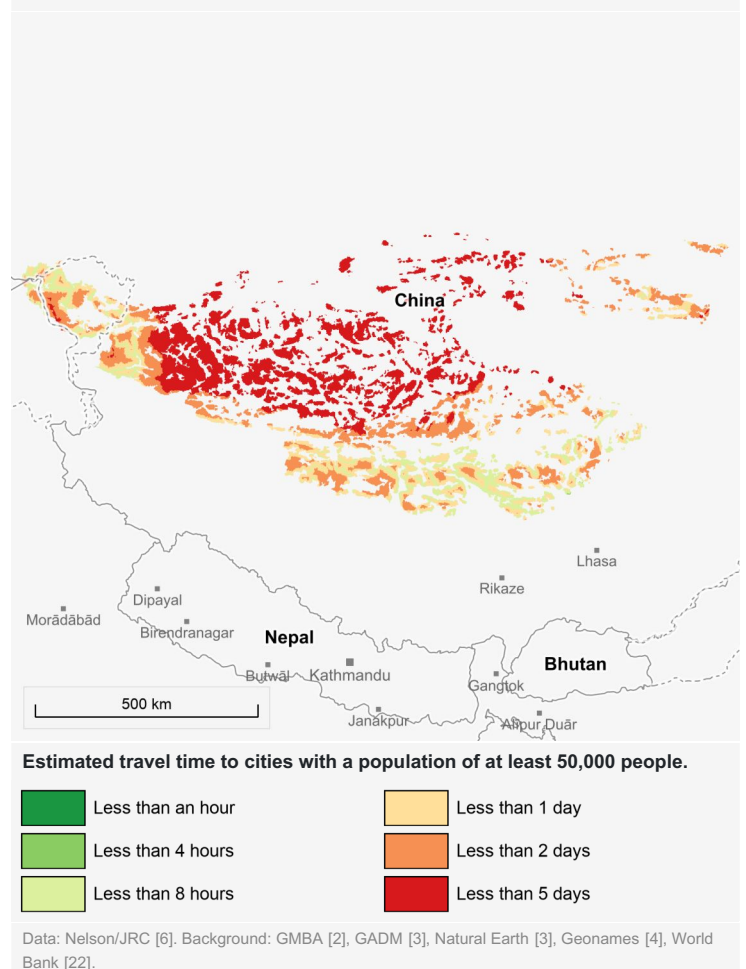 China
Lhasa
Rikaze
Dipayal
Morādābād
Birendranagar
Nepal
Bhutan
Butwāl
Kathmandu
Gangtok
500 km
Janakpur
Alīpur Duār
Estimated travel time to cities with a population of at least 50,000 people.
Less than an hour
Less than 1 day
Less than 4 hours
Less than 2 days
Less than 8 hours
Less than 5 days
Data: Nelson/JRC [6]. Background: GMBA [2], GADM [3], Natural Earth [3], Geonames [4], World
Bank [22].